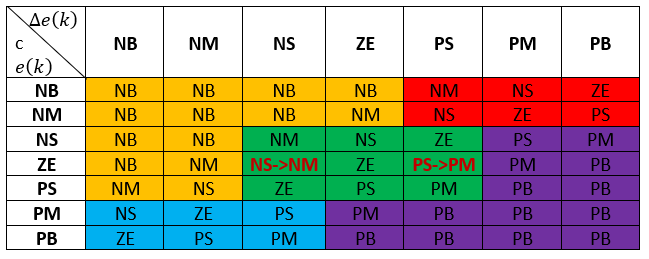 Δe(k)
c
e(k)
NB NM NS ZE PS PM PB
NB NB NB NB NB NM NS ZE
NM NB NB NB NM NS ZE PS
NS NB NB NM NS ZE PS PM
ZE NB NM NS->NM ZE PS->PM PM PB
PS NM NS ZE PS PM PB PB
PM NS ZE PS PM PB PB PB
PB ZE PS PM PB PB PB PB